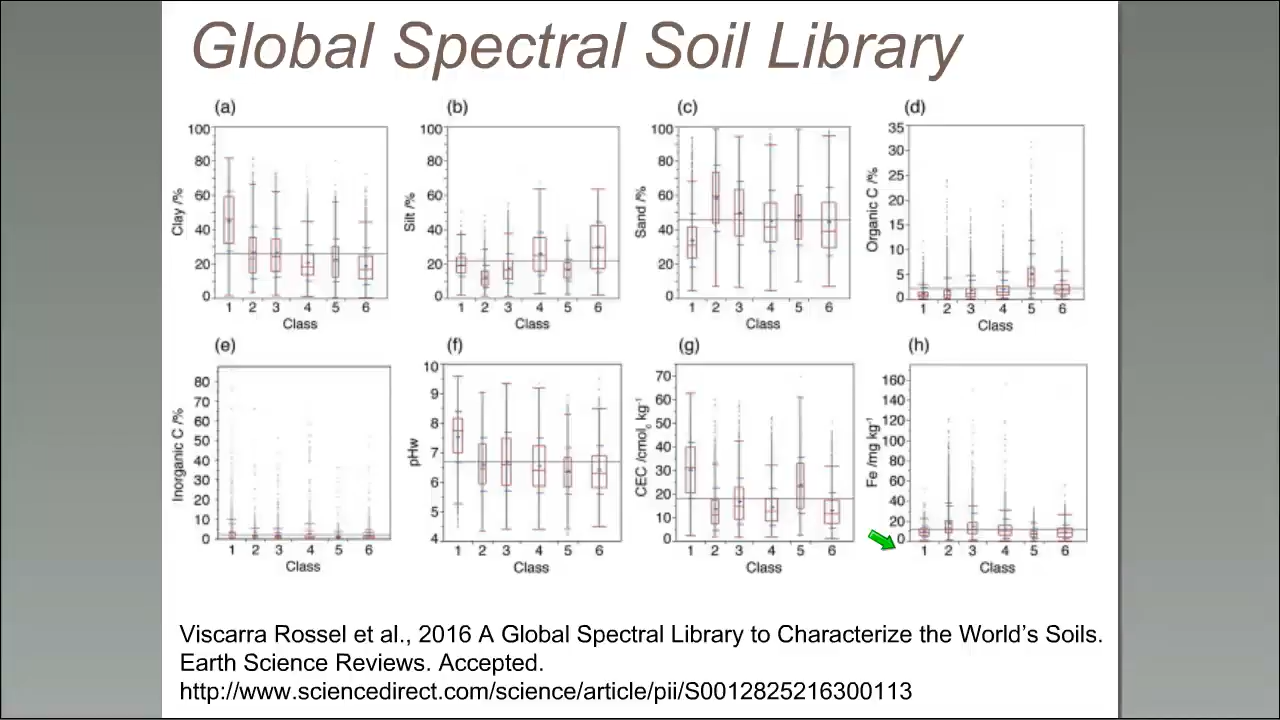 Global Spectral Soil Library
(a)
Clay /%
100
80
60
40
20
0
1 2 3 4 5 6
Class
(b)
Silt /%
100
80
60
40
20
0
1 2 3 4 5 6
Class
(c)
Sand /%
100
80
60
40
20
0
1 2 3 4 5 6
Class
(d)
Organic C /%
35
30
25
20
15
10
5
0
1 2 3 4 5 6
Class
(e)
Inorganic C /%
80
70
60
50
40
30
20
10
0
1 2 3 4 5 6
Class
(f)
pHw
10
9
8
7
6
5
4
1 2 3 4 5 6
Class
(g)
CEC /cmolc kg-1
70
60
50
40
30
20
10
0
1 2 3 4 5 6
Class
(h)
Fe /mg kg-1
160
140
120
100
80
60
40
20
0
1 2 3 4 5 6
Class
Viscarra Rossel et al., 2016 A Global Spectral Library to Characterize the World’s Soils.
Earth Science Reviews. Accepted.
http://www.sciencedirect.com/science/article/pii/S0012825216300113